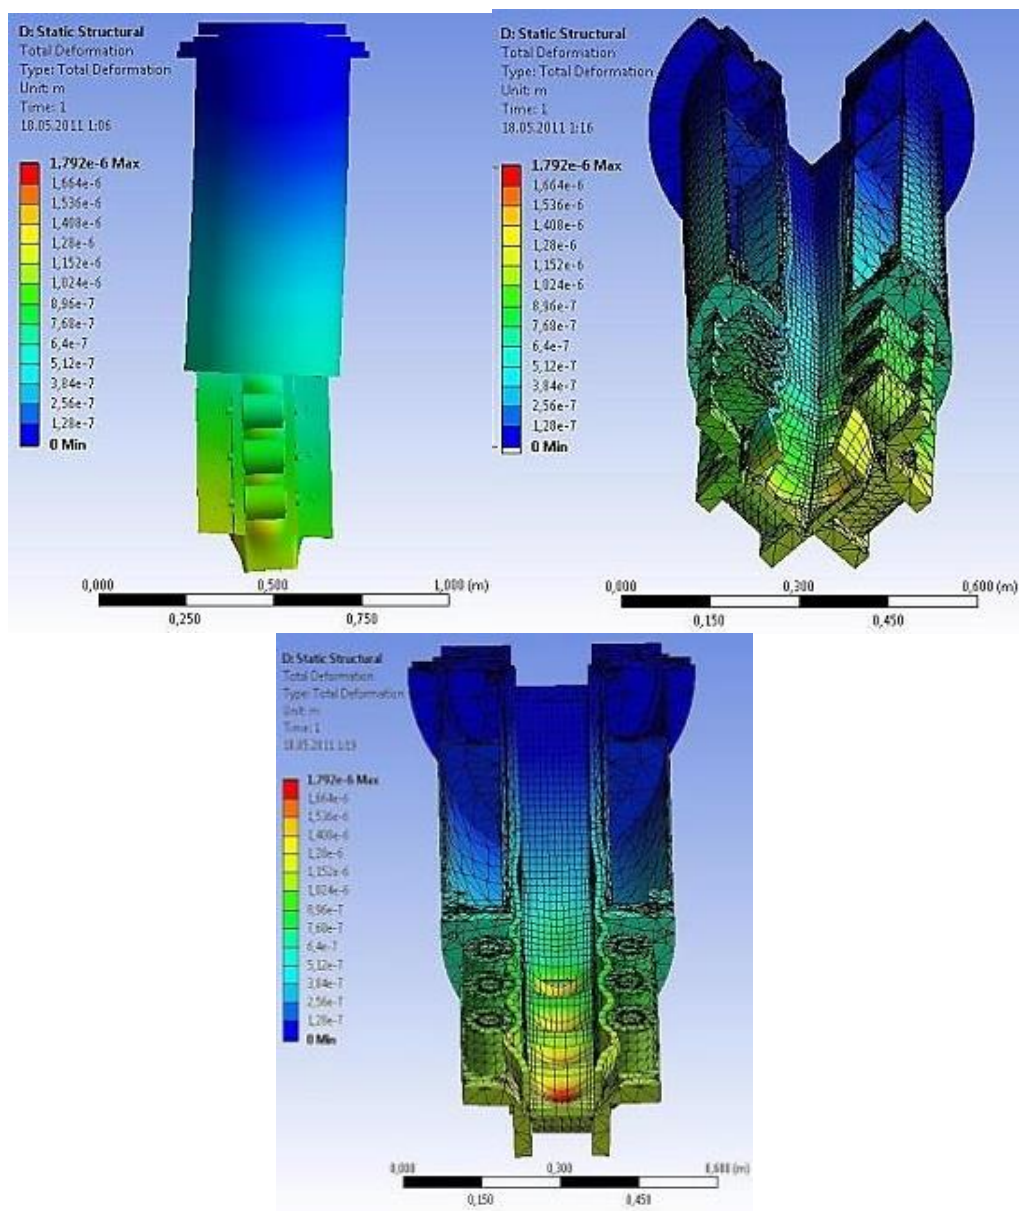 D: Static Structural
Total Deformation
Type: Total Deformation
Unit: m
Time: 1
18.05.2011 1:06
1,792e-6 Max
1,664e-6
1,536e-6
1,408e-6
1,28e-6
1,152e-6
1,024e-6
8,96e-7
7,68e-7
6,4e-7
5,12e-7
3,84e-7
2,56e-7
1,28e-7
0 Min
0,000
0,500
1,000 (m)
0,250
0,750
D: Static Structural
Total Deformation
Type: Total Deformation
Unit: m
Time: 1
18.05.2011 1:16
1.792e-6 Max
1,664e-6
1,536e-6
1,408e-6
1,28e-6
1,152e-6
1,024e-6
8,96e-7
7,68e-7
6,4e-7
5,12e-7
3,84e-7
2,56e-7
1,28e-7
0 Min
0,000
0,300
0,600 (m)
0,150
0,450
D: Static Structural
Total Deformation
Type: Total Deformation
Unit: m
Time: 1
18.05.2011 1:19
1.792e-6 Max
1,664e-6
1,536e-6
1,408e-6
1,28e-6
1,152e-6
1,024e-6
8,96e-7
7,68e-7
6,4e-7
5,12e-7
3,84e-7
2,56e-7
1,28e-7
0 Min
0,000
0,300
0,600 (m)
0,150
0,450